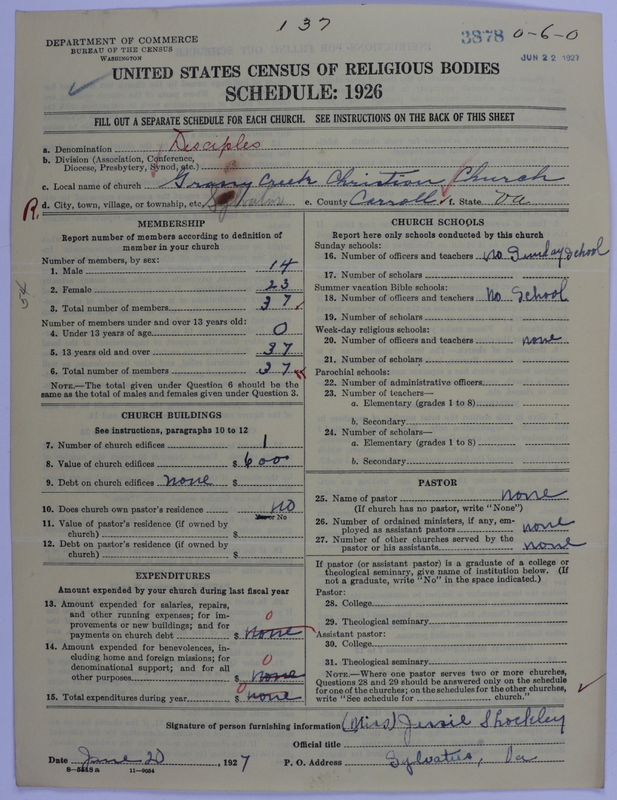 137
3878 0-6-0
JUN 22 1927
DEPARTMENT OF COMMERCE
BUREAU OF THE CENSUS
WASHINGTON
UNITED STATES CENSUS OF RELIGIOUS BODIES
SCHEDULE: 1926
FILL OUT A SEPARATE SCHEDULE FOR EACH CHURCH. SEE INSTRUCTIONS ON THE BACK OF THIS SHEET
a. Denomination Disciples
b. Division (Association, Conference,
Diocese, Presbytery, Synod, etc.)
c. Local name of church Creek Christian Church
R. d. City, town, village, or township, etc. e. County Carroll f. State Va
MEMBERSHIP
Report number of members according to definition of
member in your church
Number of members, by sex:
1. Male 14
2. Female 23
3. Total number of members 37
Number of members under and over 13 years old:
4. Under 13 years of age 0
5. 13 years old and over 37
6. Total number of members 37
NOTE.—The total given under Question 6 should be the
same as the total of males and females given under Question 3.
CHURCH BUILDINGS
See instructions, paragraphs 10 to 12
7. Number of church edifices 1
8. Value of church edifices $600
9. Debt on church edifices none $
10. Does church own pastor's residence no
Yes or No
11. Value of pastor's residence (if owned by
church) $
12. Debt on pastor's residence (if owned by
church) $
EXPENDITURES
Amount expended by your church during last fiscal year
13. Amount expended for salaries, repairs,
and other running expenses; for im-
provements or new buildings; and for 0
payments on church debt $ none
14. Amount expended for benevolences, in-
cluding home and foreign missions; for
denominational support; and for all 0
other purposes $ none
15. Total expenditures during year $ 0 none
CHURCH SCHOOLS
Report here only schools conducted by this church
Sunday schools:
16. Number of officers and teachers no Sunday School
17. Number of scholars
Summer vacation Bible schools:
18. Number of officers and teachers no School
19. Number of scholars
Week-day religious schools:
20. Number of officers and teachers none
21. Number of scholars
Parochial schools:
22. Number of administrative officers
23. Number of teachers—
a. Elementary (grades 1 to 8)
b. Secondary
24. Number of scholars—
a. Elementary (grades 1 to 8)
b. Secondary
PASTOR
25. Name of pastor none
(If church has no pastor, write "None")
26. Number of ordained ministers, if any, em-
ployed as assistant pastors none
27. Number of other churches served by the
pastor or his assistants none
If pastor (or assistant pastor) is a graduate of a college or
theological seminary, give name of institution below. (If
not a graduate, write "No" in the space indicated.)
Pastor:
28. College
29. Theological seminary
Assistant pastor:
30. College
31. Theological seminary
NOTE.—Where one pastor serves two or more churches,
Questions 28 and 29 should be answered only on the schedule
for one of the churches; on the schedules for the other churches,
write "See schedule for church."
Signature of person furnishing information (Miss) Jessie Shockley
Official title
Date June 20, 1927 P. O. Address Sylvatus, Va
8-5448a 11-9054